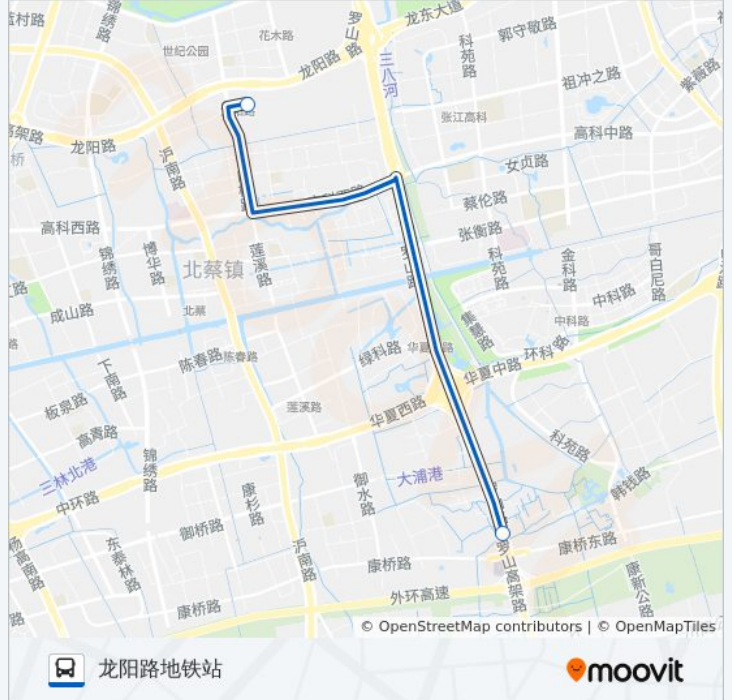 锦绣路
罗山路
龙东大道
蓝村路
花木路
世纪公园
科苑路
郭守敬路
龙阳路
三八河
祖冲之路
紫薇路
张江高科
高科中路
龙阳路
沪南路
女贞路
蔡伦路
高科西路
张衡路
锦绣路
博华路
莲溪路
北蔡镇
科苑路
金科路
哥白尼路
成山路
北蔡
集慧路
中科路
中科路
绿科路
陈春路
陈春路
环科路
下南路
华夏中路
板泉路
莲溪路
华夏西路
高青路
科苑路
三林北港
锦绣路
大浦港
韩钱路
中环路
御水路
康杉路
御桥路
杨高南路
东泰林路
沪南路
康桥路
罗山高架路
康桥东路
外环高速
康新公路
康桥路
© OpenStreetMap contributors | © OpenMapTiles
龙阳路地铁站
moovit